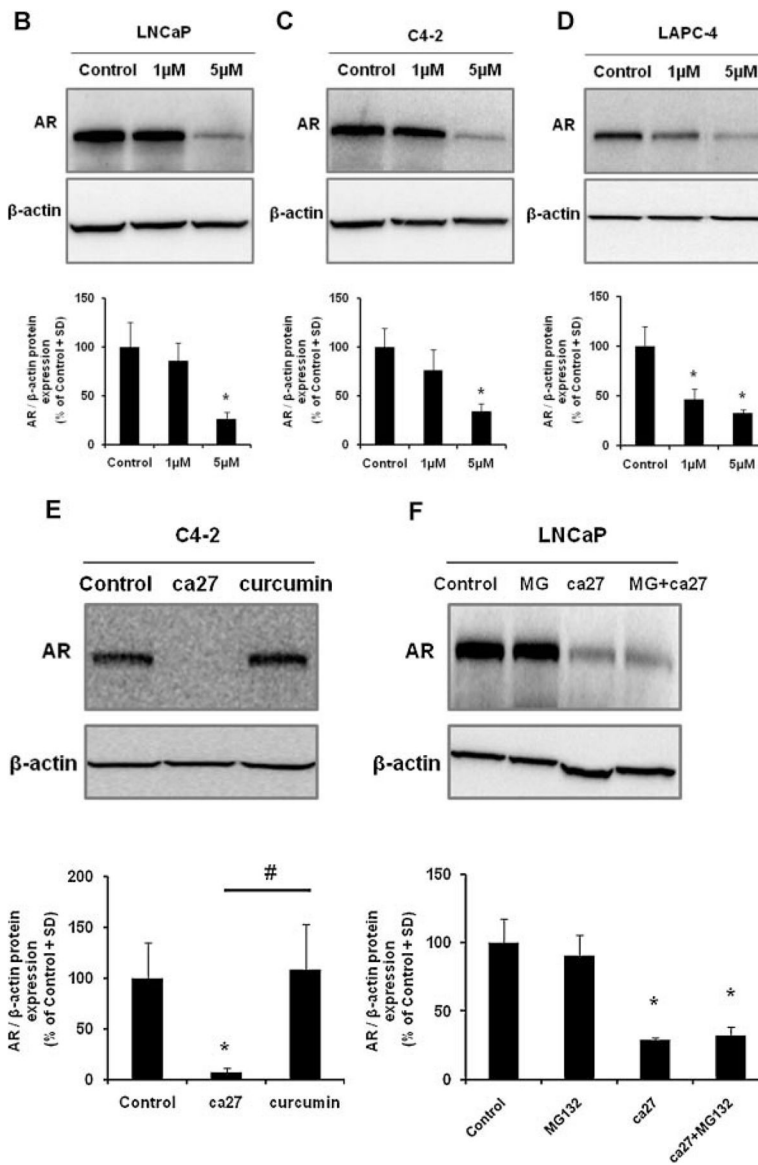 B
LNCaP
Control 1µM 5µM
AR
β-actin
AR / β-actin protein
expression
(% of Control + SD)
150
100
50
0
*
Control 1µM 5µM
C
C4-2
Control 1µM 5µM
AR
β-actin
AR / β-actin protein
expression
(% of Control + SD)
150
100
50
0
*
Control 1µM 5µM
D
LAPC-4
Control 1µM 5µM
AR
β-actin
AR / β-actin protein
expression
(% of Control + SD)
150
100
50
0
*
*
Control 1µM 5µM
E
C4-2
Control ca27 curcumin
AR
β-actin
AR / β-actin protein
expression
(% of Control + SD)
200
150
100
50
0
#
*
Control ca27 curcumin
F
LNCaP
Control MG ca27 MG+ca27
AR
β-actin
AR / β-actin protein
expression
(% of Control + SD)
150
100
50
0
*
*
Control
MG132
ca27
ca27+MG132